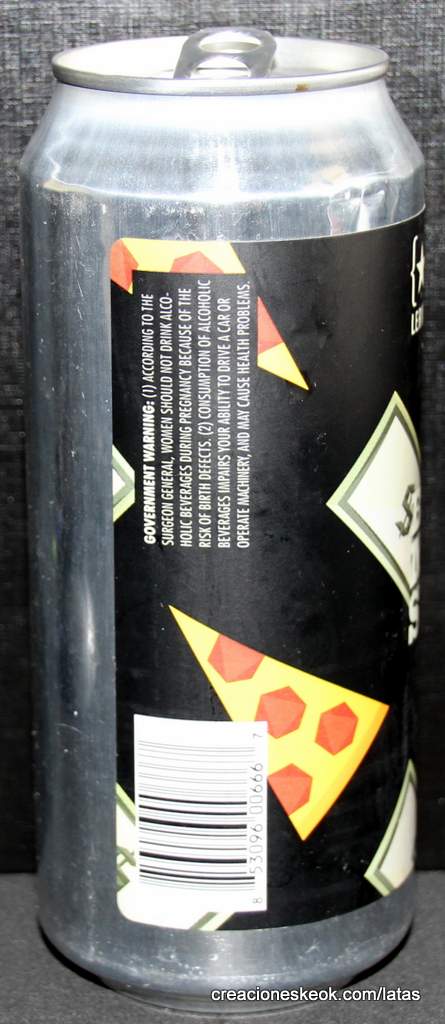 GOVERNMENT WARNING: (1) ACCORDING TO THE
SURGEON GENERAL, WOMEN SHOULD NOT DRINK ALCO-
HOLIC BEVERAGES DURING PREGNANCY BECAUSE OF THE
RISK OF BIRTH DEFECTS. (2) CONSUMPTION OF ALCOHOLIC
BEVERAGES IMPAIRS YOUR ABILITY TO DRIVE A CAR OR
OPERATE MACHINERY, AND MAY CAUSE HEALTH PROBLEMS.
8 53096 00666 7
creacioneskeok.com/latas